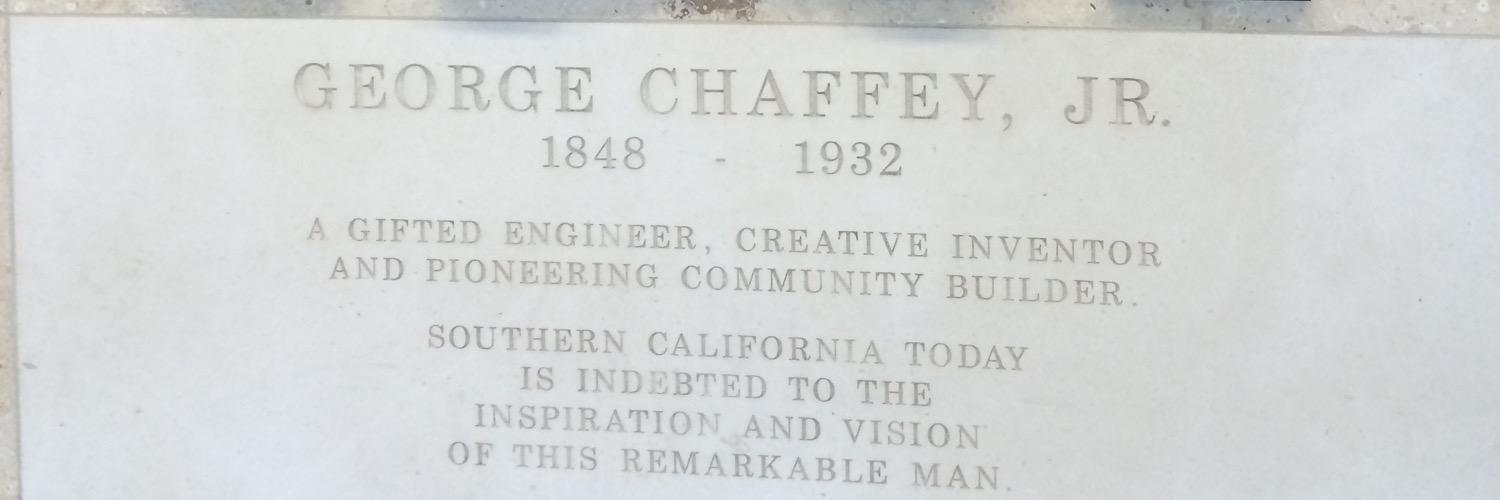 GEORGE CHAFFEY, JR.
1848 - 1932
A GIFTED ENGINEER, CREATIVE INVENTOR
AND PIONEERING COMMUNITY BUILDER.
SOUTHERN CALIFORNIA TODAY
IS INDEBTED TO THE
INSPIRATION AND VISION
OF THIS REMARKABLE MAN.